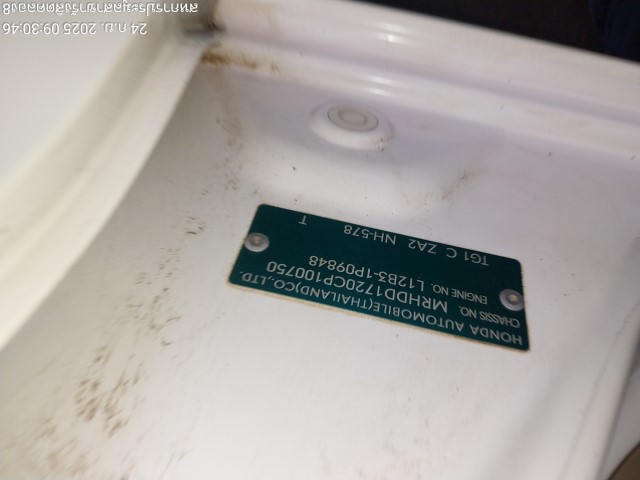 HONDA AUTOMOBILE(THAILAND)CO.,LTD.
CHASSIS NO. MRHDD1720CP100750
ENGINE NO. L12B3-1P09848
TG1 C ZA2 NH-578 T
24 ก.ย. 2025 09:30:46